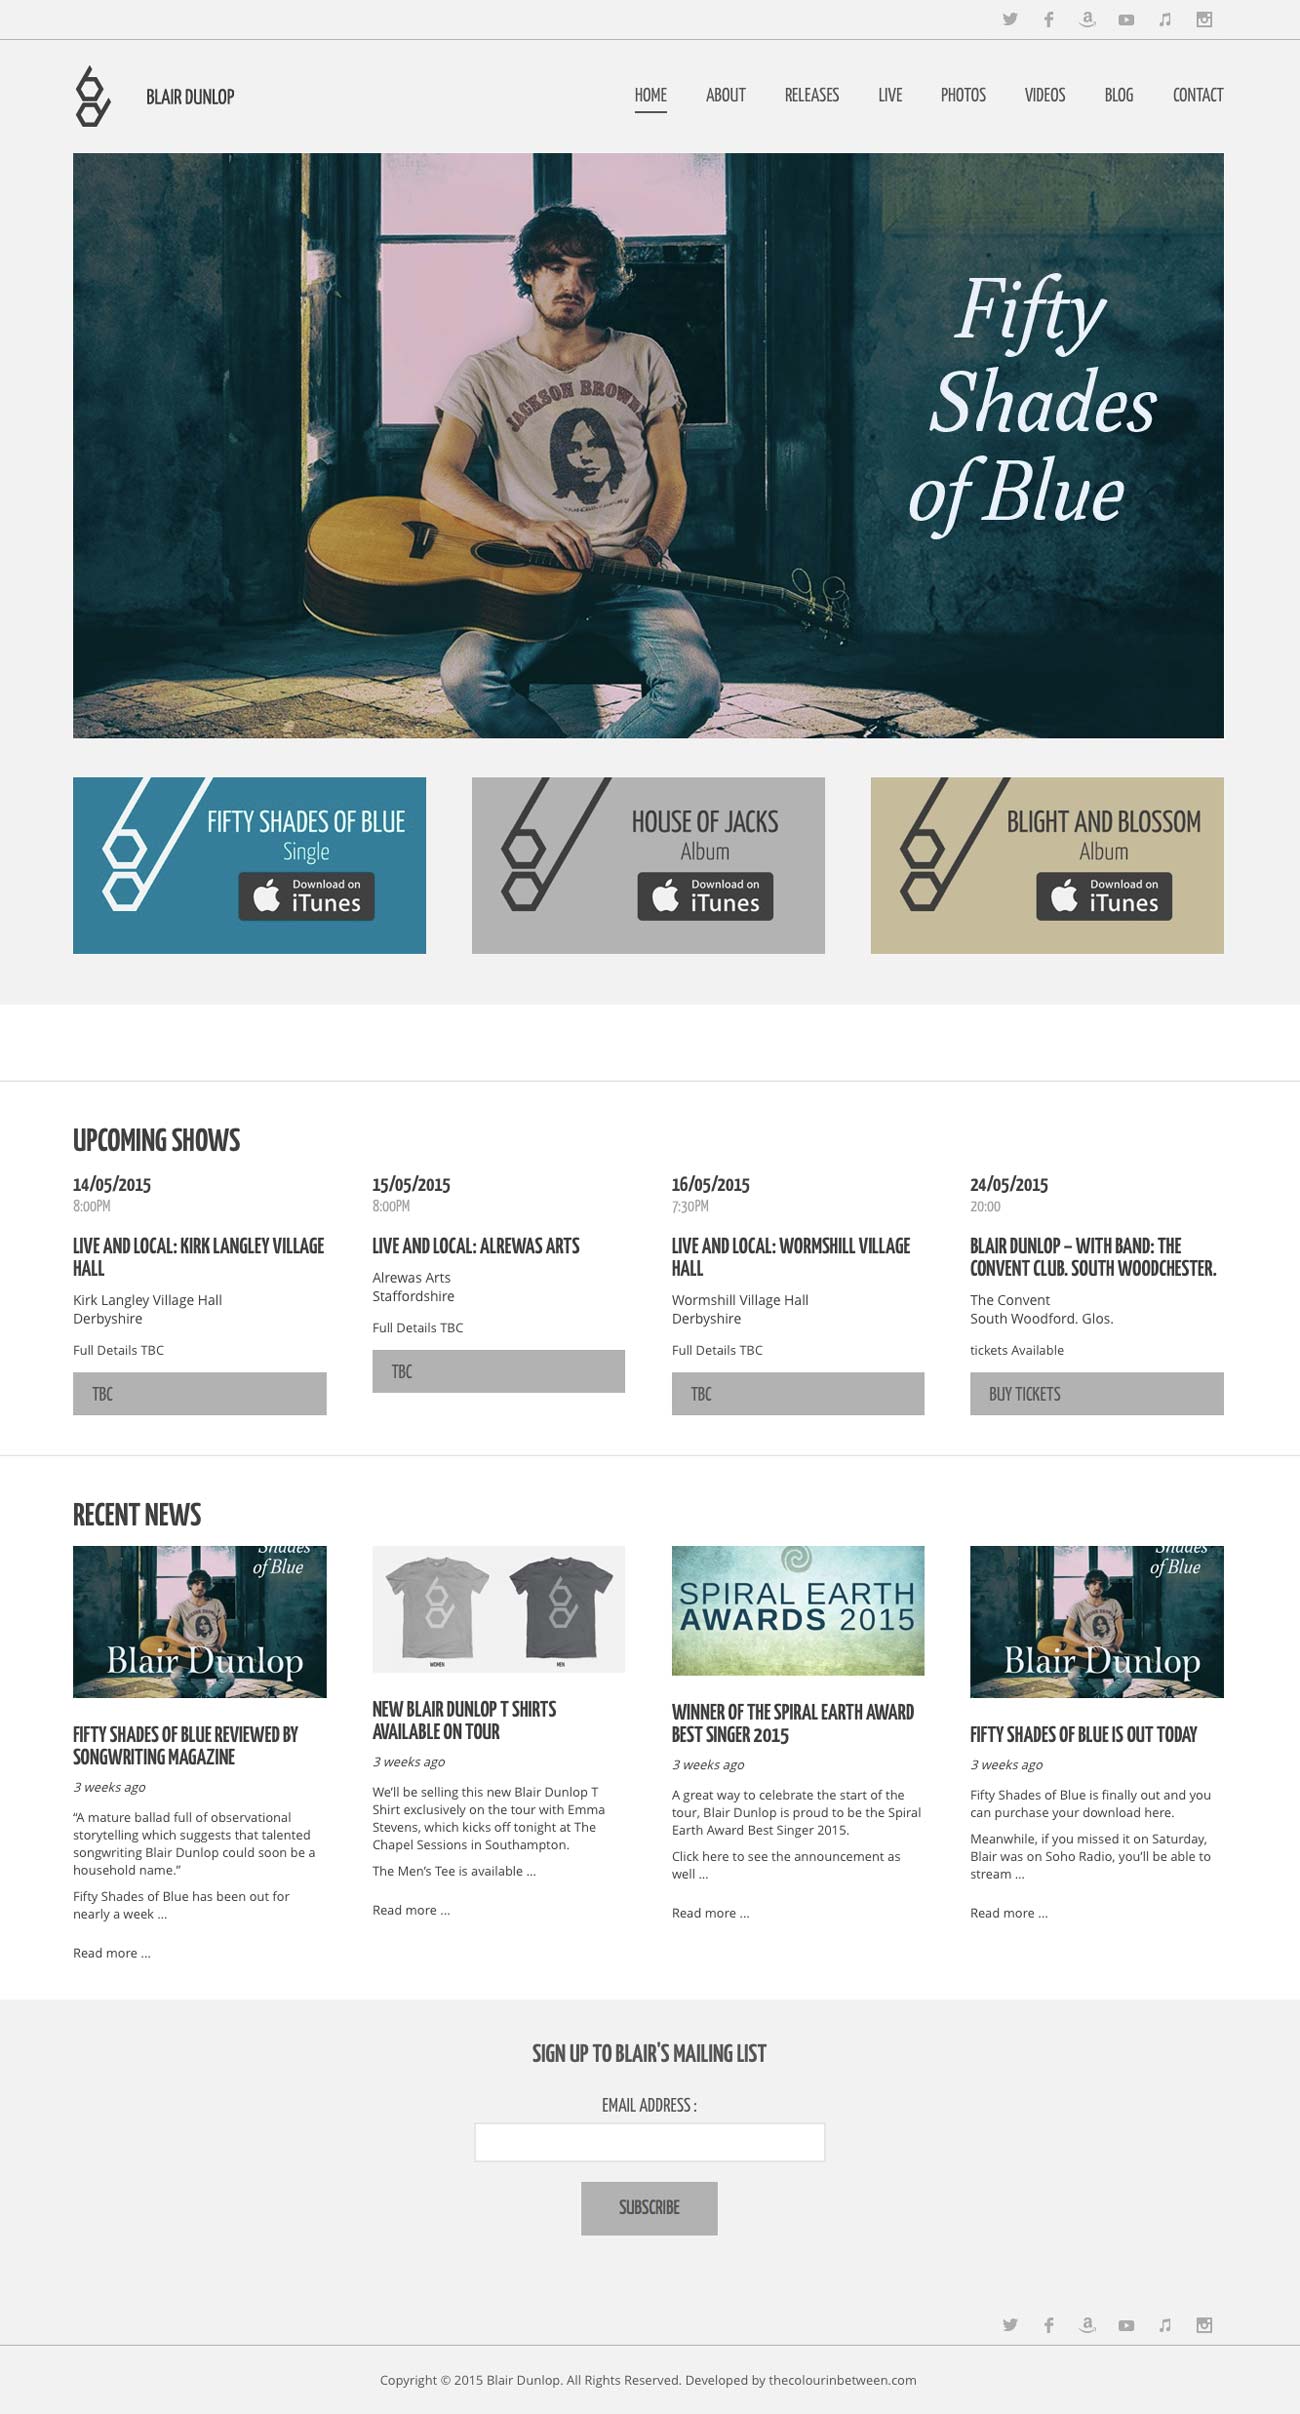 BLAIR DUNLOP
HOME ABOUT RELEASES LIVE PHOTOS VIDEOS BLOG CONTACT
JACKSON BROWNE
Fifty
Shades
of Blue
FIFTY SHADES OF BLUE
Single
Download on
iTunes
HOUSE OF JACKS
Album
Download on
iTunes
BLIGHT AND BLOSSOM
Album
Download on
iTunes
UPCOMING SHOWS
14/05/2015
8:00PM
LIVE AND LOCAL: KIRK LANGLEY VILLAGE
HALL
Kirk Langley Village Hall
Derbyshire
Full Details TBC
TBC
15/05/2015
8:00PM
LIVE AND LOCAL: ALREWAS ARTS
Alrewas Arts
Staffordshire
Full Details TBC
TBC
16/05/2015
7:30PM
LIVE AND LOCAL: WORMSHILL VILLAGE
HALL
Wormshill Village Hall
Derbyshire
Full Details TBC
TBC
24/05/2015
20:00
BLAIR DUNLOP – WITH BAND: THE
CONVENT CLUB. SOUTH WOODCHESTER.
The Convent
South Woodford. Glos.
tickets Available
BUY TICKETS
RECENT NEWS
Shades
of Blue
Blair Dunlop
FIFTY SHADES OF BLUE REVIEWED BY
SONGWRITING MAGAZINE
3 weeks ago
“A mature ballad full of observational
storytelling which suggests that talented
songwriting Blair Dunlop could soon be a
household name.”
Fifty Shades of Blue has been out for
nearly a week ...
Read more ...
WOMEN
MEN
NEW BLAIR DUNLOP T SHIRTS
AVAILABLE ON TOUR
3 weeks ago
We’ll be selling this new Blair Dunlop T
Shirt exclusively on the tour with Emma
Stevens, which kicks off tonight at The
Chapel Sessions in Southampton.
The Men’s Tee is available ...
Read more ...
SPIRAL EARTH
AWARDS 2015
WINNER OF THE SPIRAL EARTH AWARD
BEST SINGER 2015
3 weeks ago
A great way to celebrate the start of the
tour, Blair Dunlop is proud to be the Spiral
Earth Award Best Singer 2015.
Click here to see the announcement as
well ...
Read more ...
Shades
of Blue
Blair Dunlop
FIFTY SHADES OF BLUE IS OUT TODAY
3 weeks ago
Fifty Shades of Blue is finally out and you
can purchase your download here.
Meanwhile, if you missed it on Saturday,
Blair was on Soho Radio, you’ll be able to
stream ...
Read more ...
SIGN UP TO BLAIR'S MAILING LIST
EMAIL ADDRESS :
SUBSCRIBE
Copyright © 2015 Blair Dunlop. All Rights Reserved. Developed by thecolourinbetween.com